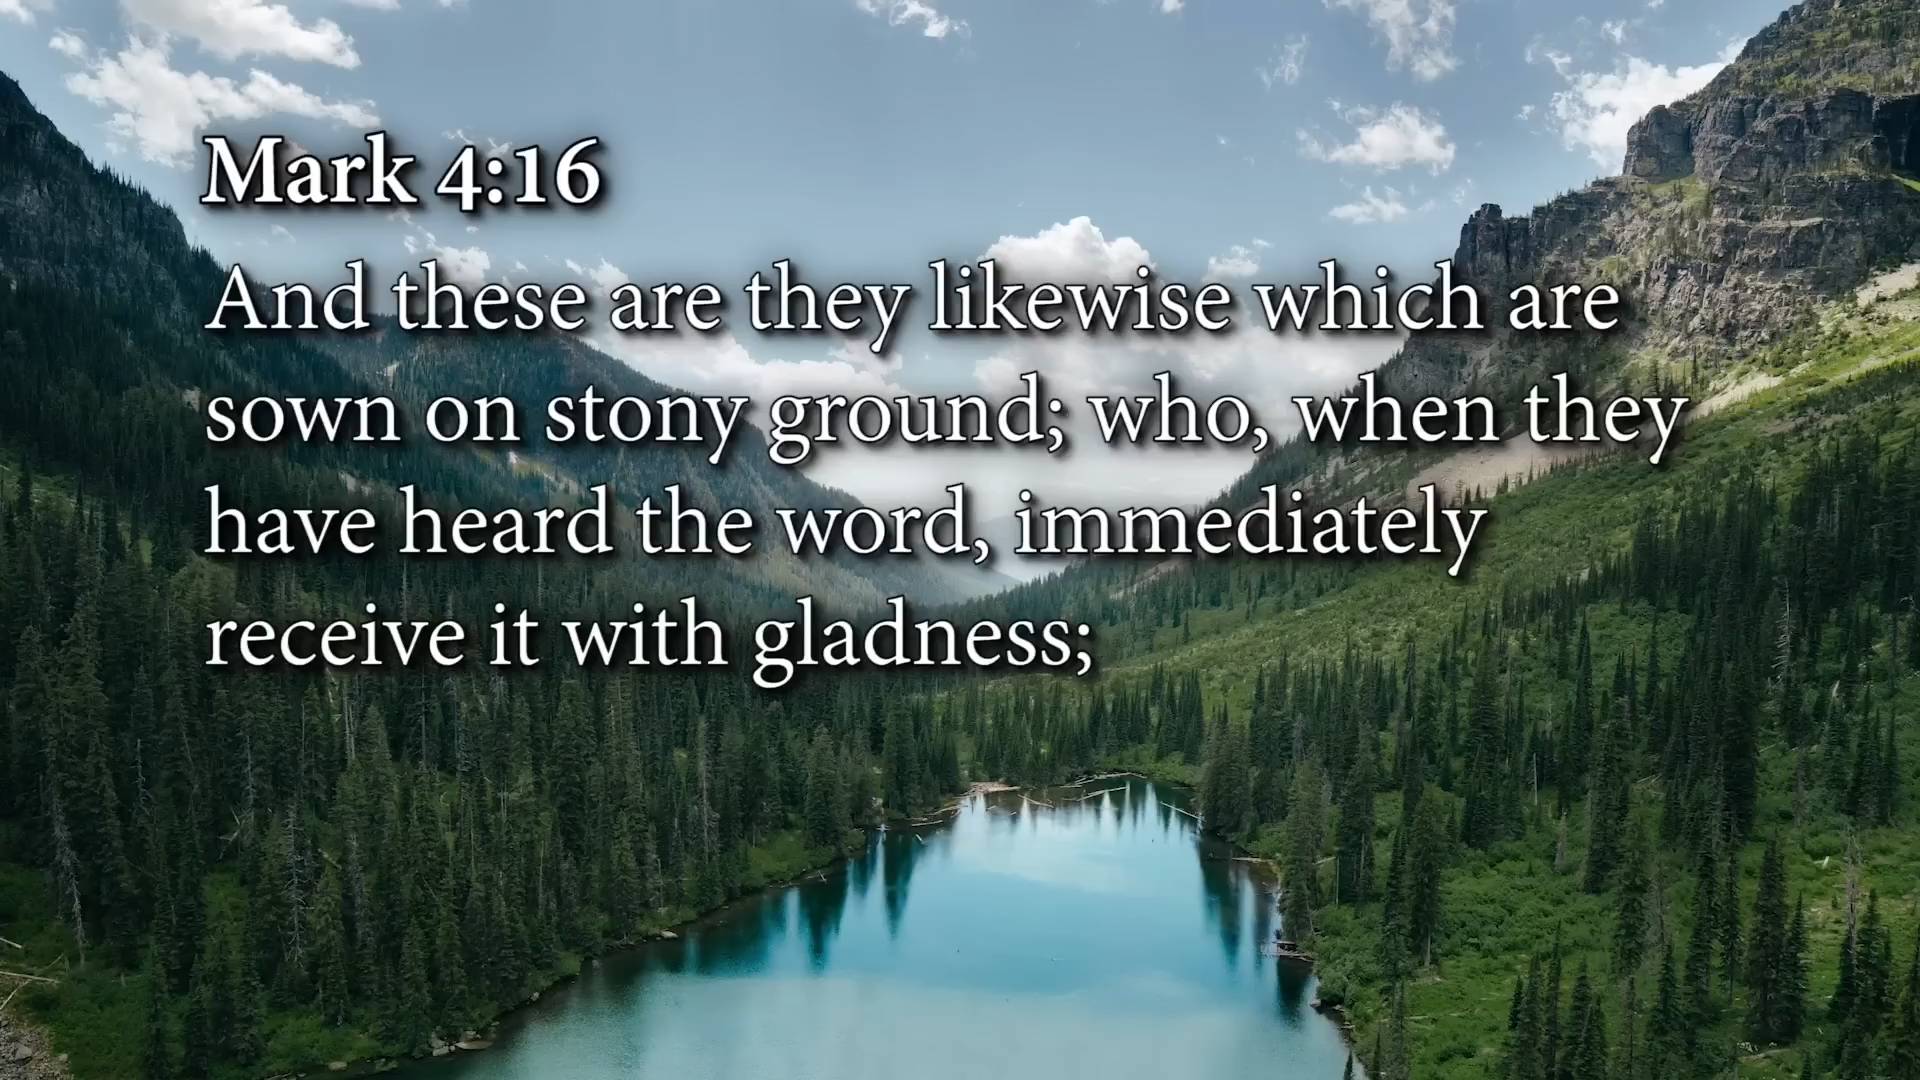 Mark 4:16
And these are they likewise which are
sown on stony ground; who, when they
have heard the word, immediately
receive it with gladness;